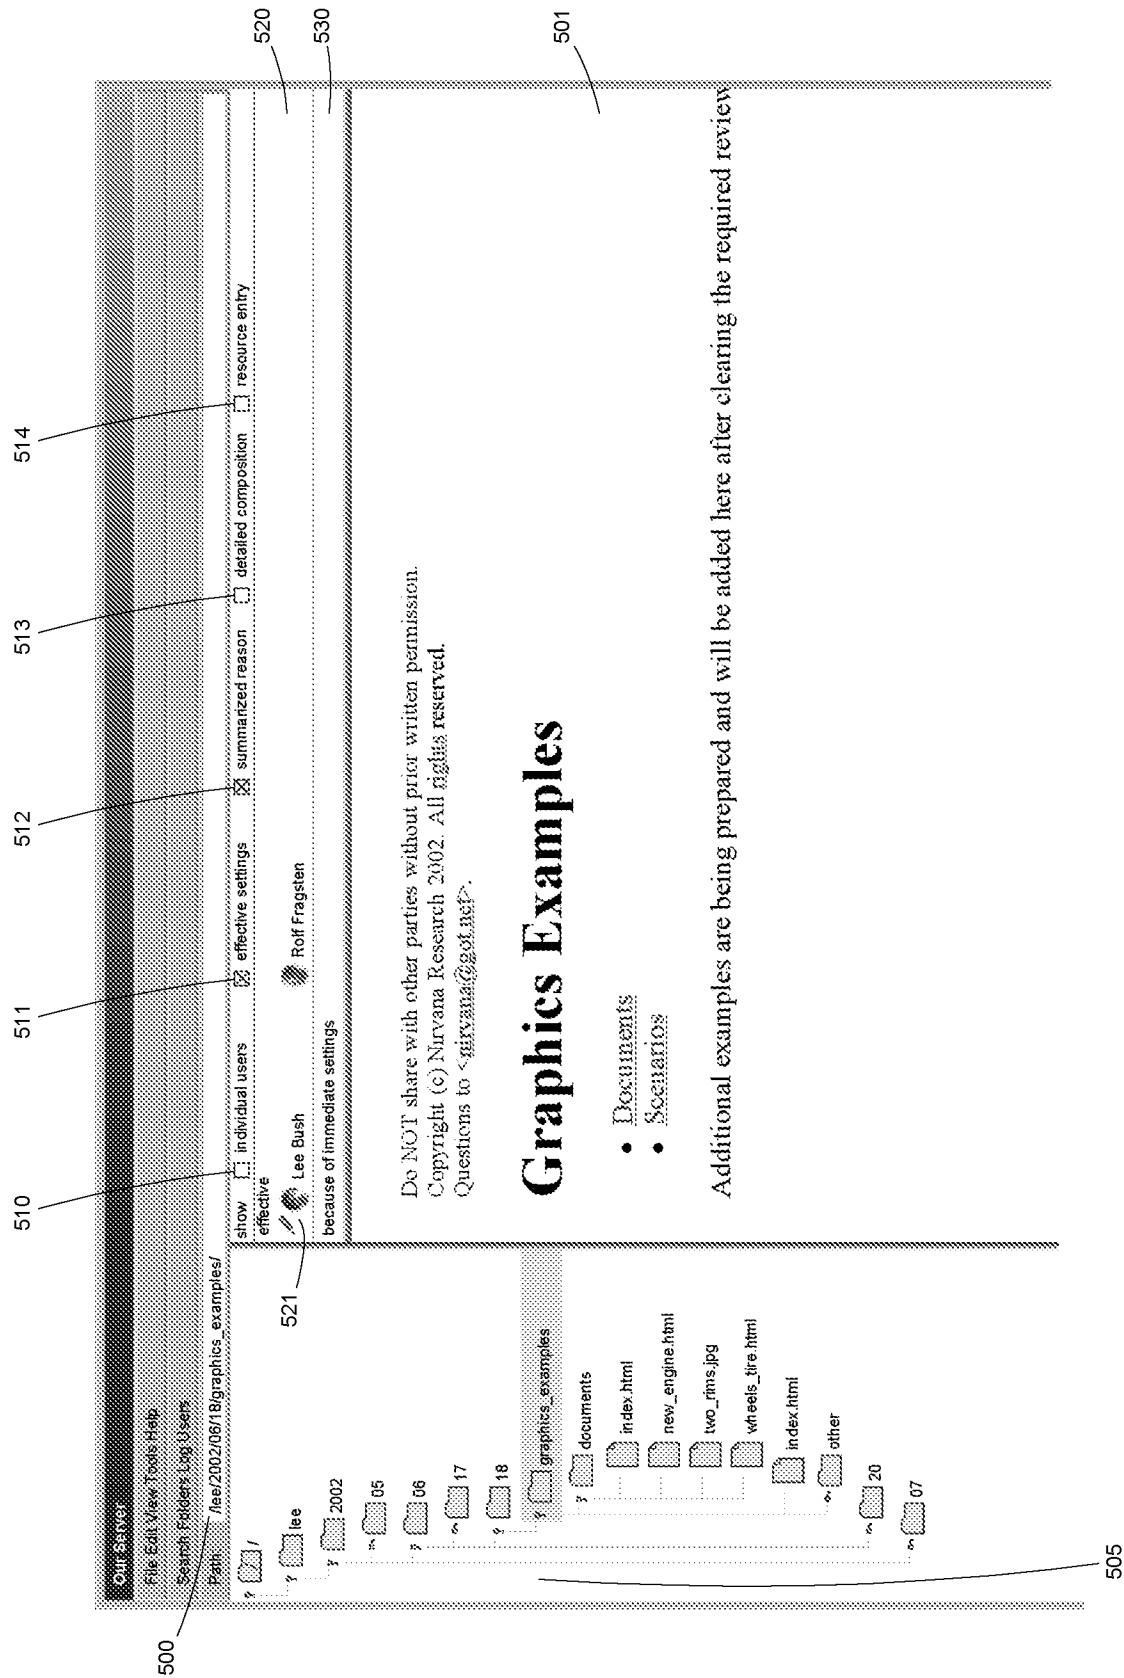 510
511
512
513
514
Our Server
File Edit View Tools Help
Search Folders Log Users
500
Path: /lee/2002/06/18/graphics_examples/
show individual users effective settings summarized reason detailed composition resource entry
effective
521
Lee Bush Rolf Fragsten
520
because of immediate settings
530
/
lee
2002
05
06
17
18
graphics_examples
documents
index.html
new_engine.html
two_rims.jpg
wheels_tire.html
index.html
other
20
07
505
Do NOT share with other parties without prior written permission.
Copyright (c) Nirvana Research 2002. All rights reserved.
Questions to <nirvana@got.net>.
Graphics Examples
501
• Documents
• Scenarios
Additional examples are being prepared and will be added here after clearing the required review